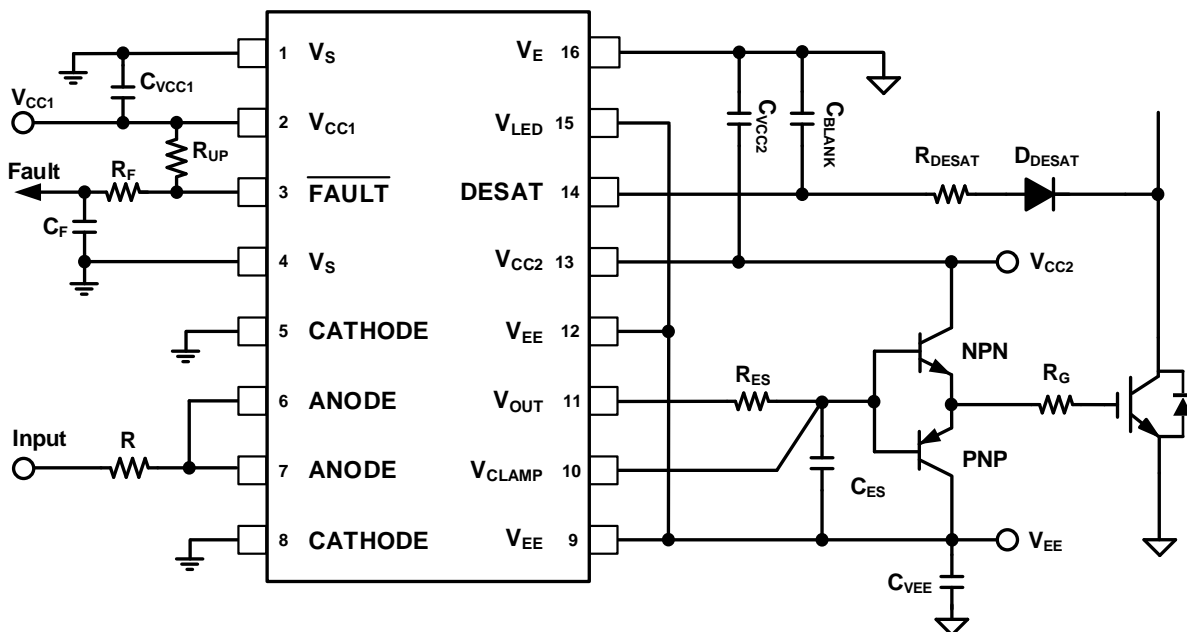 1 VS
VE 16
CVCC1
VCC1
2 VCC1
VLED 15
CVCC2
CBLANK
RUP
RDESAT
DDESAT
Fault
RF
3 FAULT
DESAT 14
CF
4 VS
VCC2 13
VCC2
5 CATHODE
VEE 12
NPN
6 ANODE
VOUT 11
RES
RG
Input
R
7 ANODE
VCLAMP 10
CES
PNP
8 CATHODE
VEE 9
VEE
CVEE